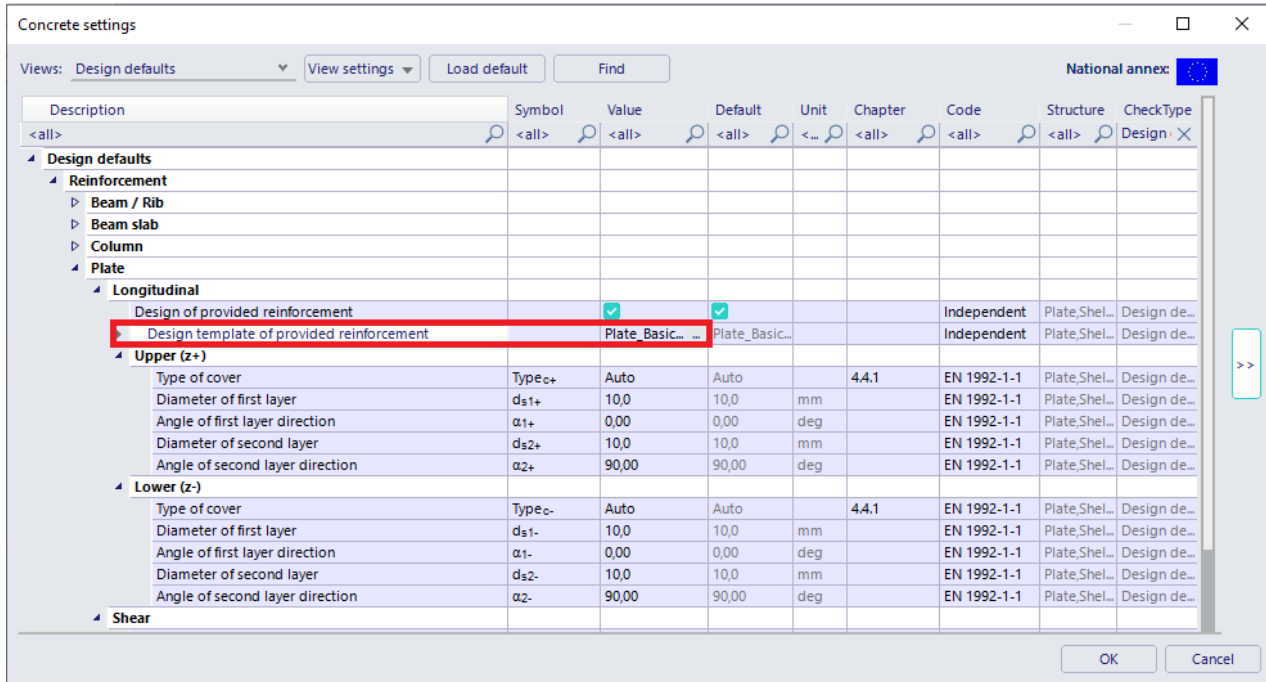 Concrete settings
Views: Design defaults View settings Load default Find National annex:
Description Symbol Value Default Unit Chapter Code Structure CheckType
<all> <all> <all> <all> <... <all> <all> <all> Design
Design defaults
Reinforcement
Beam / Rib
Beam slab
Column
Plate
Longitudinal
Design of provided reinforcement Independent Plate,Shel... Design de...
Design template of provided reinforcement Plate_Basic... ... Plate_Basic... Independent Plate,Shel... Design de...
Upper (z+)
Type of cover Typec+ Auto Auto 4.4.1 EN 1992-1-1 Plate,Shel... Design de...
Diameter of first layer ds1+ 10,0 10,0 mm EN 1992-1-1 Plate,Shel... Design de...
Angle of first layer direction α1+ 0,00 0,00 deg EN 1992-1-1 Plate,Shel... Design de...
Diameter of second layer ds2+ 10,0 10,0 mm EN 1992-1-1 Plate,Shel... Design de...
Angle of second layer direction α2+ 90,00 90,00 deg EN 1992-1-1 Plate,Shel... Design de...
Lower (z-)
Type of cover Typec- Auto Auto 4.4.1 EN 1992-1-1 Plate,Shel... Design de...
Diameter of first layer ds1- 10,0 10,0 mm EN 1992-1-1 Plate,Shel... Design de...
Angle of first layer direction α1- 0,00 0,00 deg EN 1992-1-1 Plate,Shel... Design de...
Diameter of second layer ds2- 10,0 10,0 mm EN 1992-1-1 Plate,Shel... Design de...
Angle of second layer direction α2- 90,00 90,00 deg EN 1992-1-1 Plate,Shel... Design de...
Shear
>>
OK Cancel